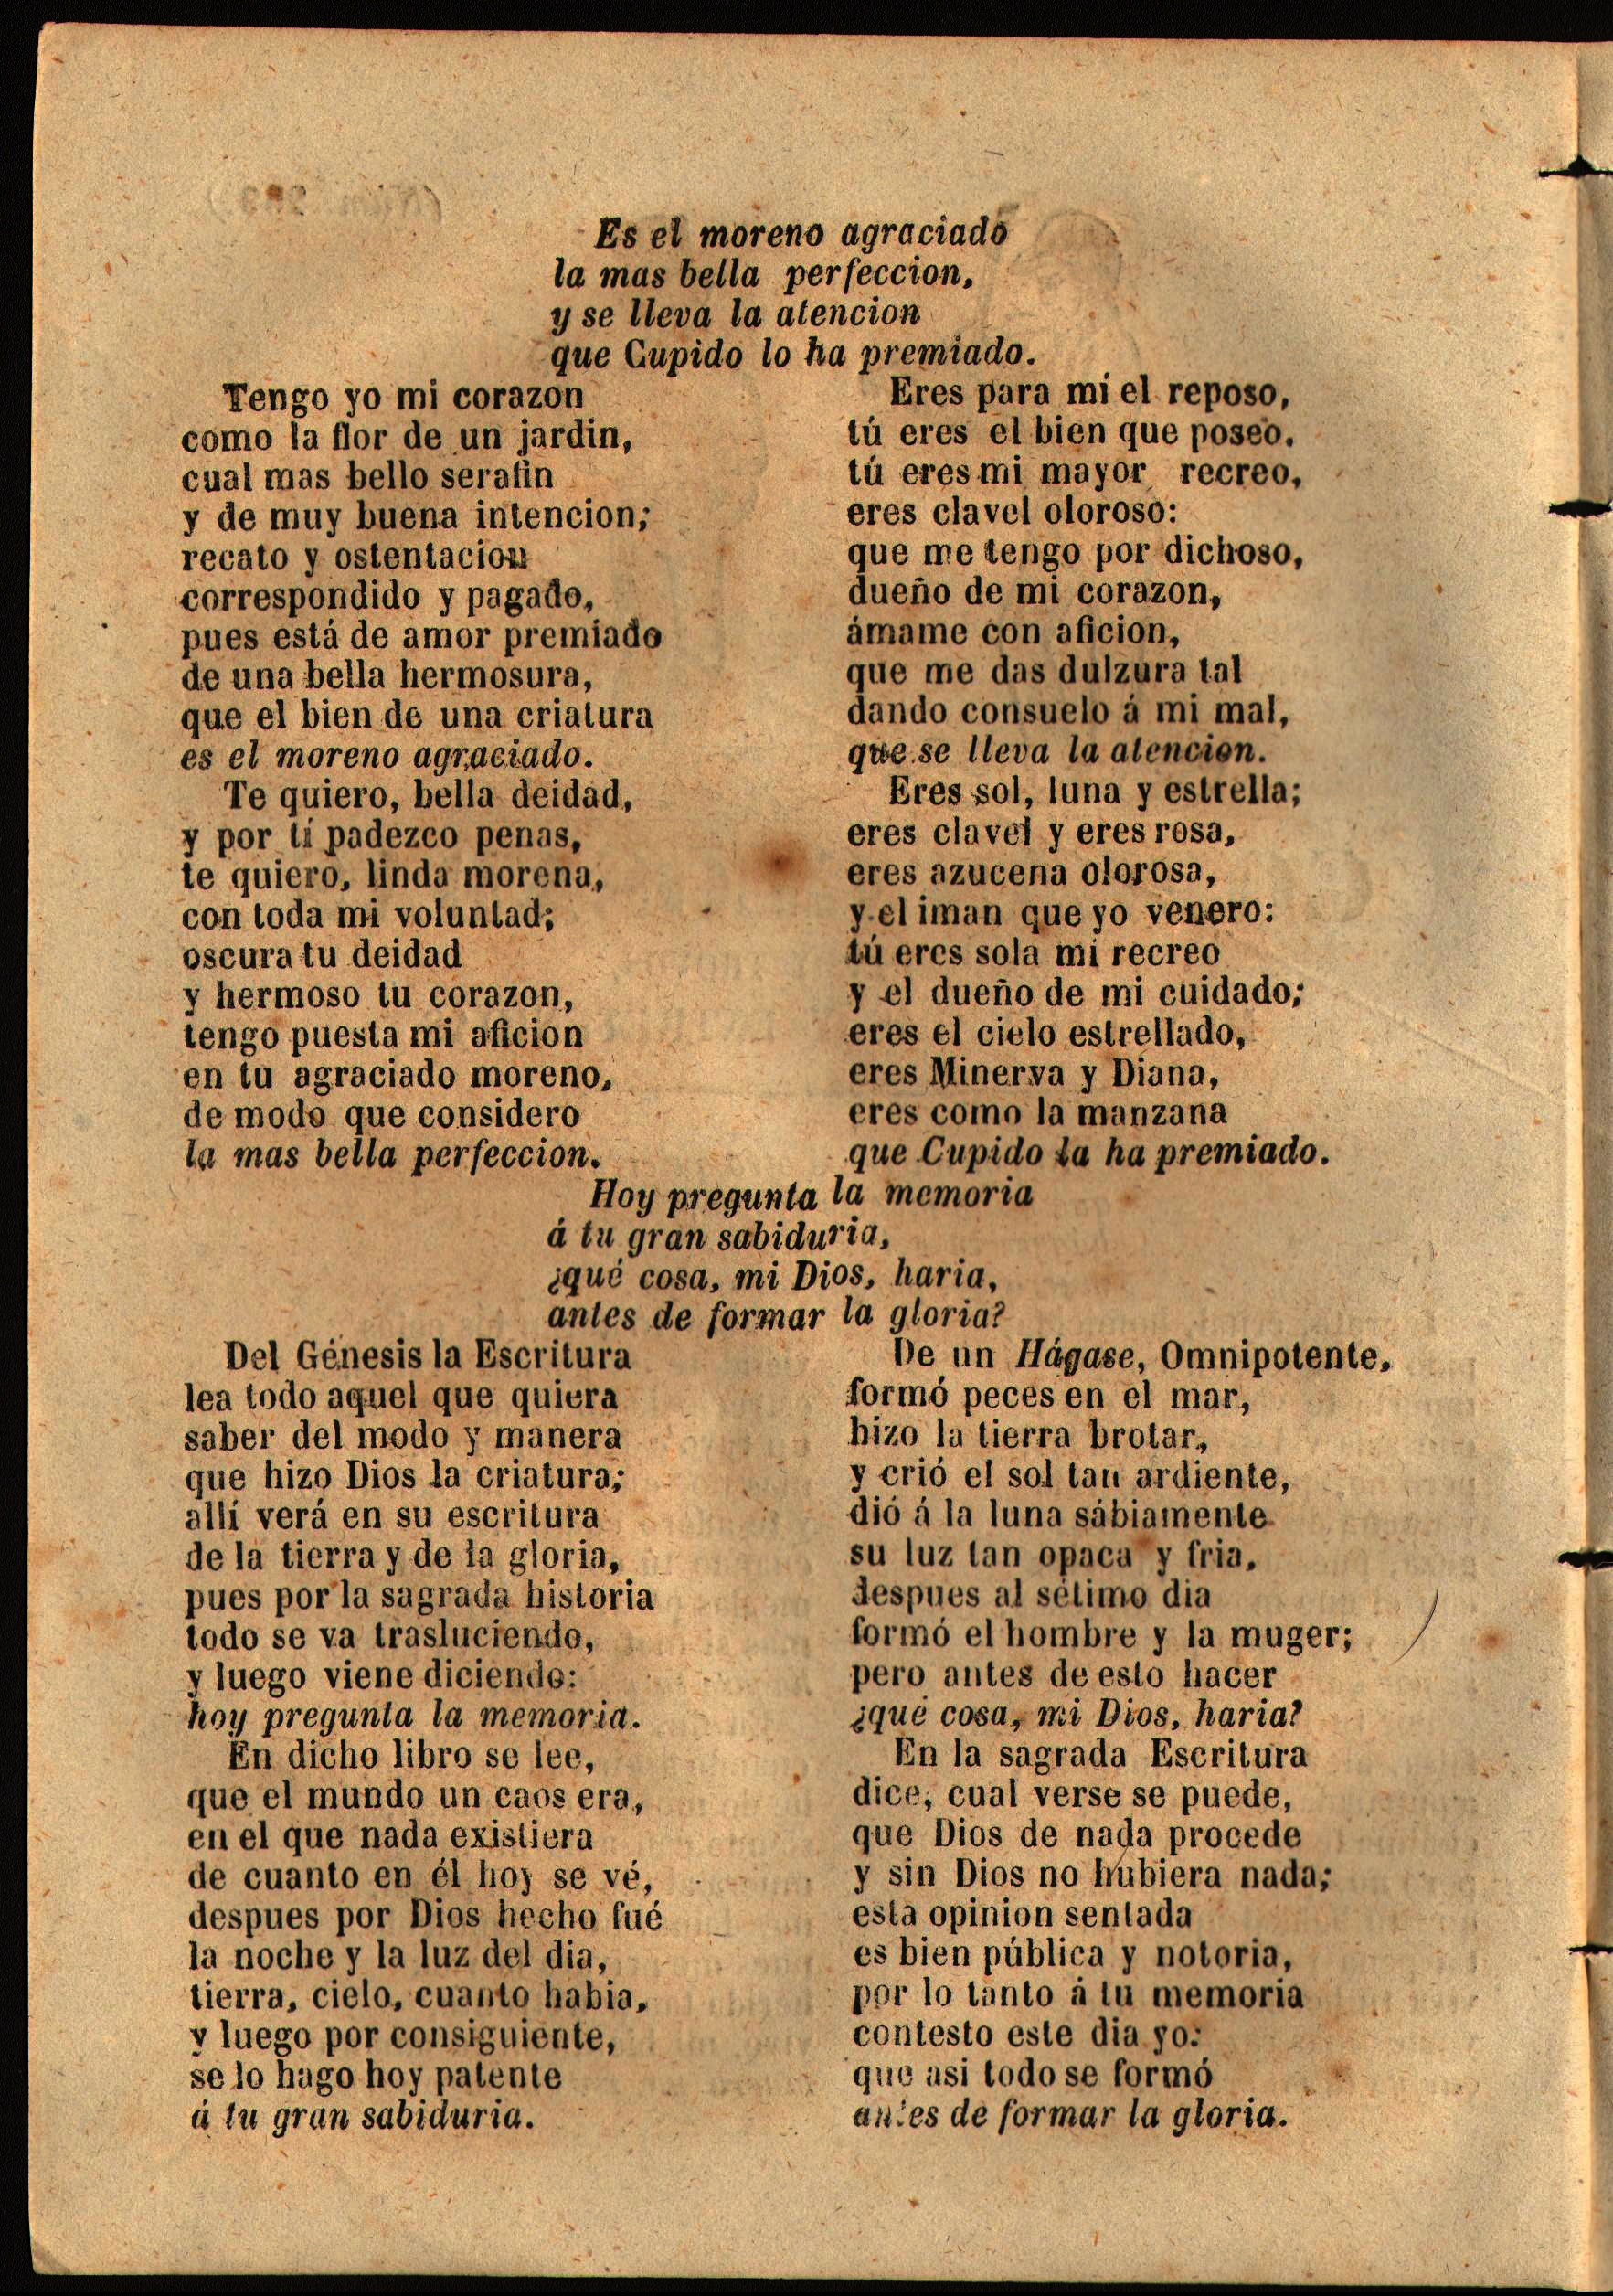 Es el moreno agraciado
la mas bella perfeccion,
y se lleva la atencion
que Cupido lo ha premiado.
Tengo yo mi corazon
como la flor de un jardin,
cual mas bello serafin
y de muy buena intencion;
recato y ostentacion
correspondido y pagado,
pues está de amor premiado
de una bella hermosura,
que el bien de una criatura
es el moreno agraciado.
Te quiero, bella deidad,
y por tí padezco penas,
te quiero, linda morena,
con toda mi voluntad;
oscura tu deidad
y hermoso tu corazon,
tengo puesta mi aficion
en tu agraciado moreno,
de modo que considero
la mas bella perfeccion.
Eres para mi el reposo,
tú eres el bien que poseo,
tú eres mi mayor recreo,
eres clavel oloroso:
que me tengo por dichoso,
dueño de mi corazon,
ámame con aficion,
que me das dulzura tal
dando consuelo á mi mal,
que se lleva la atencion.
Eres sol, luna y estrella;
eres clavel y eres rosa,
eres azucena olorosa,
y el iman que yo venero:
tú eres sola mi recreo
y el dueño de mi cuidado;
eres el cielo estrellado,
eres Minerva y Diana,
eres como la manzana
que Cupido la ha premiado.
Hoy pregunta la memoria
á tu gran sabiduria,
¿qué cosa, mi Dios, haria,
antes de formar la gloria?
Del Génesis la Escritura
lea todo aquel que quiera
saber del modo y manera
que hizo Dios la criatura;
allí verá en su escritura
de la tierra y de la gloria,
pues por la sagrada historia
todo se va trasluciendo,
y luego viene diciendo:
hoy pregunta la memoria.
En dicho libro se lee,
que el mundo un caos era,
en el que nada existiera
de cuanto en él hoy se vé,
despues por Dios hecho fué
la noche y la luz del dia,
tierra, cielo, cuanto habia,
y luego por consiguiente,
se lo hago hoy patente
á tu gran sabiduria.
De un Hágase, Omnipotente,
formó peces en el mar,
hizo la tierra brotar,
y crió el sol tan ardiente,
dió á la luna sábiamente
su luz tan opaca y fria,
despues al sétimo dia
formó el hombre y la muger;
pero antes de esto hacer
¿qué cosa, mi Dios, haria?
En la sagrada Escritura
dice, cual verse se puede,
que Dios de nada procede
y sin Dios no hubiera nada;
esta opinion sentada
es bien pública y notoria,
por lo tanto á tu memoria
contesto este dia yo:
que asi todo se formó
antes de formar la gloria.